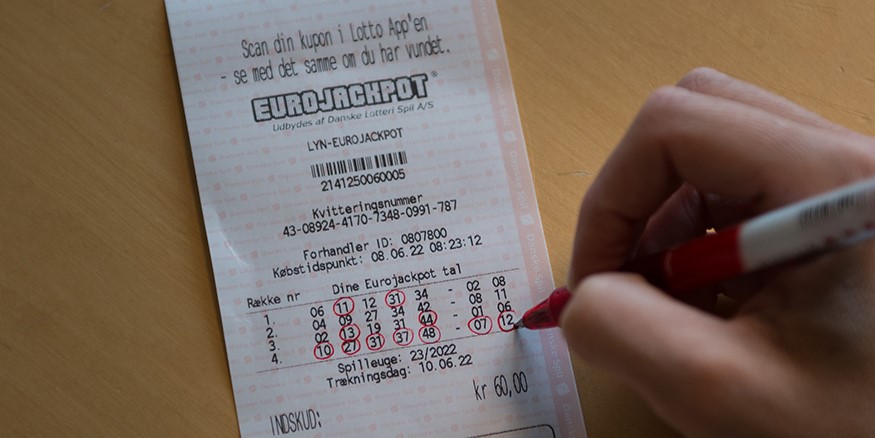 Scan din kupon i Lotto App'en
- se med det samme om du har vundet.
EUROJACKPOT®
Udbydes af Danske Lotteri Spil A/S
LYN-EUROJACKPOT
2141250060005
Kvitteringsnummer
43-08924-4170-7348-0991-787
Forhandler ID: 0807800
Købstidspunkt: 08.06.22 08:23:12
Række nr Dine Eurojackpot tal
1. 06 11 12 31 34 - 02 08
2. 04 09 27 34 42 - 08 11
3. 02 13 19 31 44 - 01 06
4. 10 27 31 37 48 - 07 12
Spilleuge: 23/2022
Trækningsdag: 10.06.22
kr 60,00
INDSKUD: